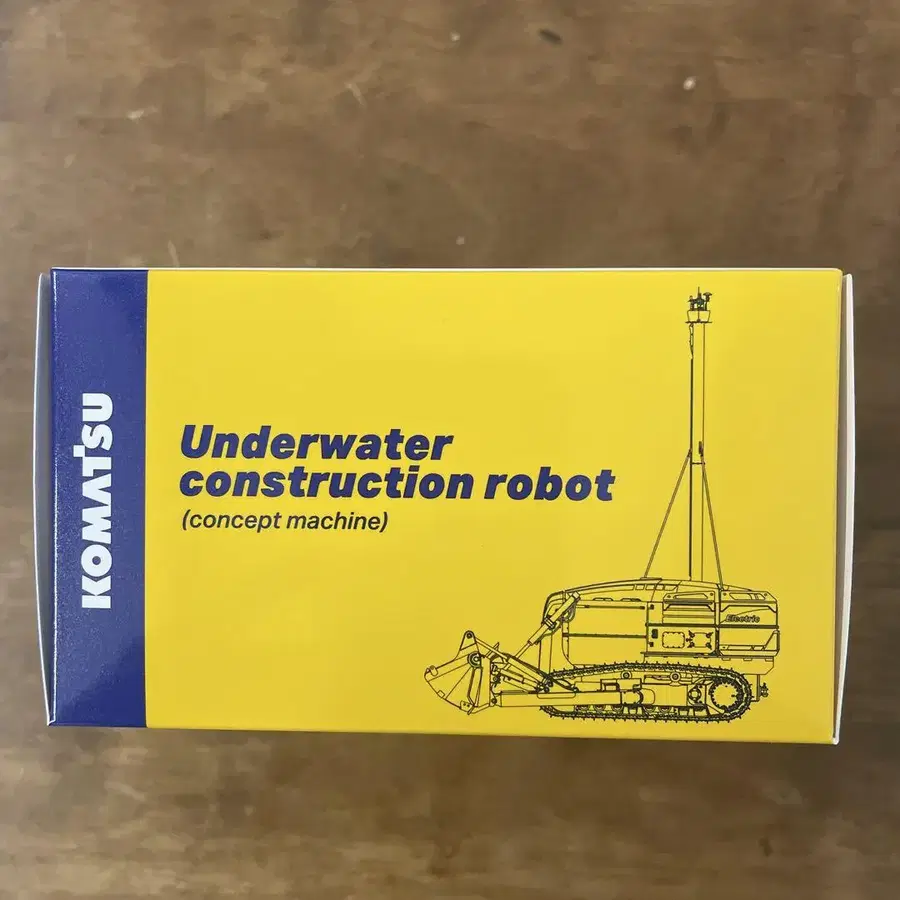 KOMATSU
Underwater
construction robot
(concept machine)
Electric